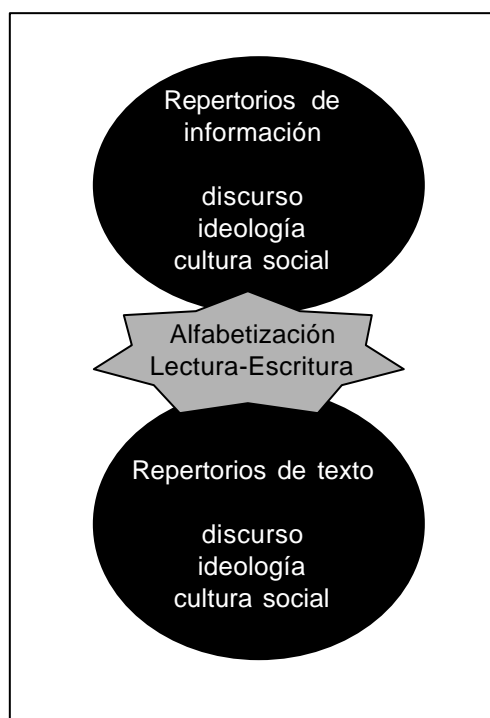 Repertorios de
información
discurso
ideología
cultura social
Alfabetización
Lectura-Escritura
Repertorios de texto
discurso
ideología
cultura social